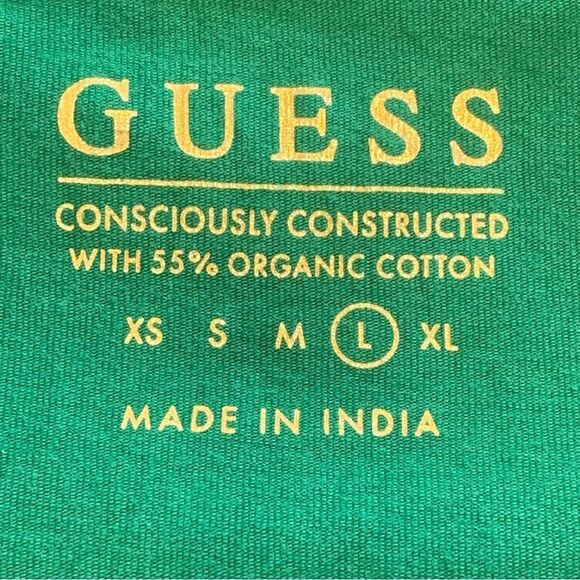 GUESS
CONSCIOUSLY CONSTRUCTED
WITH 55% ORGANIC COTTON
XS S M L XL
MADE IN INDIA